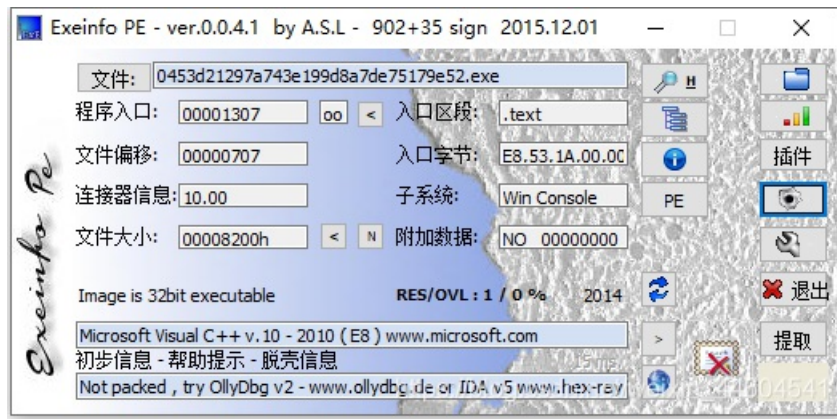 Exeinfo PE - ver.0.0.4.1 by A.S.L - 902+35 sign 2015.12.01
文件: 0453d21297a743e199d8a7de75179e52.exe H
程序入口: 00001307 oo < 入口区段: .text
文件偏移: 00000707 入口字节: E8.53.1A.00.0C 插件
连接器信息: 10.00 子系统: Win Console PE
文件大小: 00008200h < N 附加数据: NO 00000000
Exeinfo Pe
Image is 32bit executable RES/OVL : 1 / 0 % 2014 退出
Microsoft Visual C++ v.10 - 2010 ( E8 ) www.microsoft.com > 提取
初步信息 - 帮助提示 - 脱壳信息 15 ms.
Not packed , try OllyDbg v2 - www.ollydbg.de or IDA v5 www.hex-ray